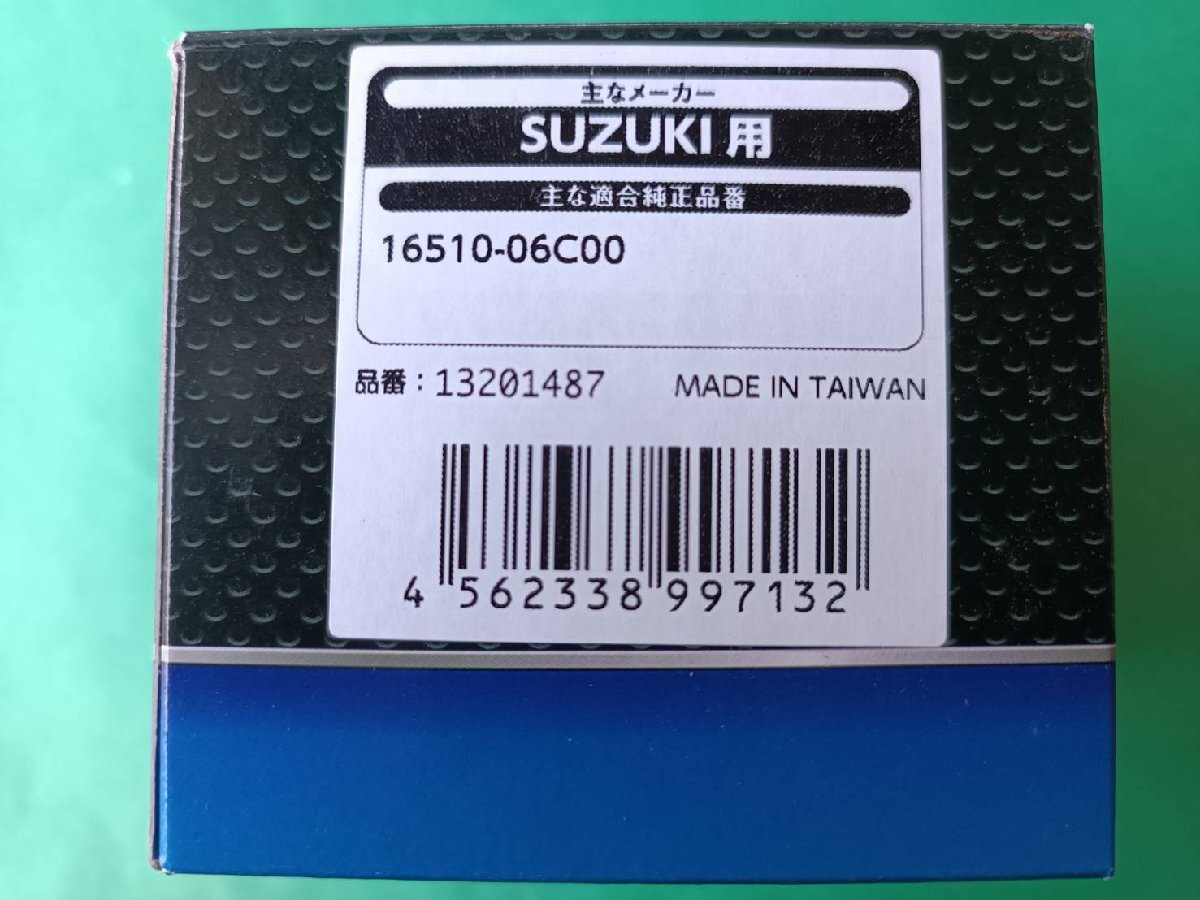 主なメーカー
SUZUKI 用
主な適合純正品番
16510-06C00
品番：13201487 MADE IN TAIWAN
4 562338 997132